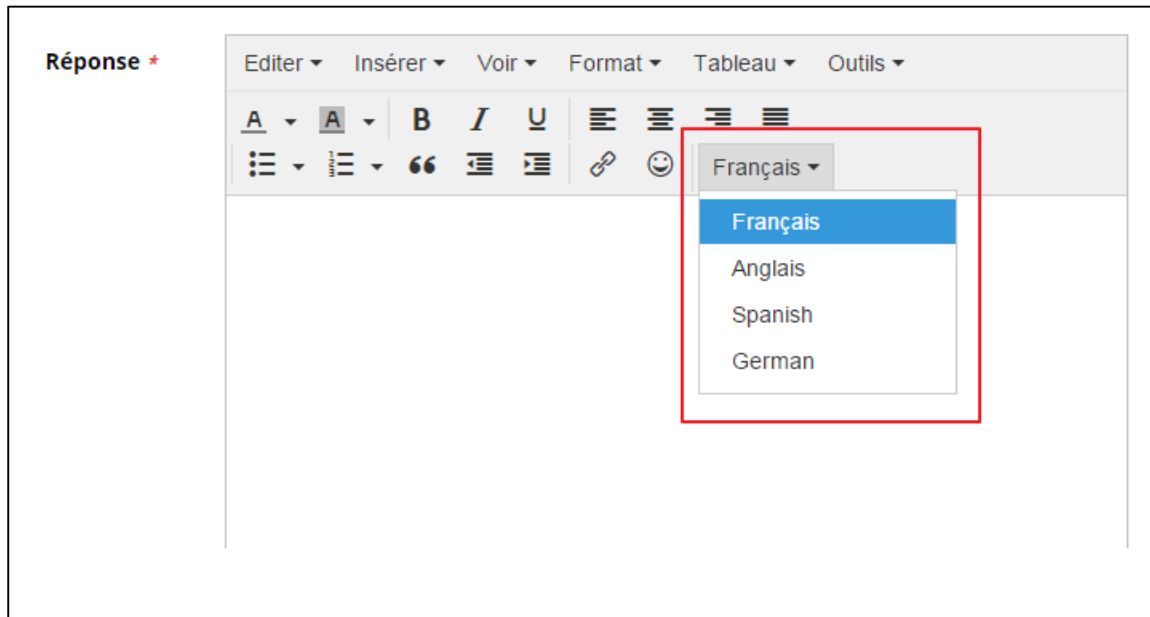 Réponse *
Editer Insérer Voir Format Tableau Outils
A A B I U
Français
Français
Anglais
Spanish
German